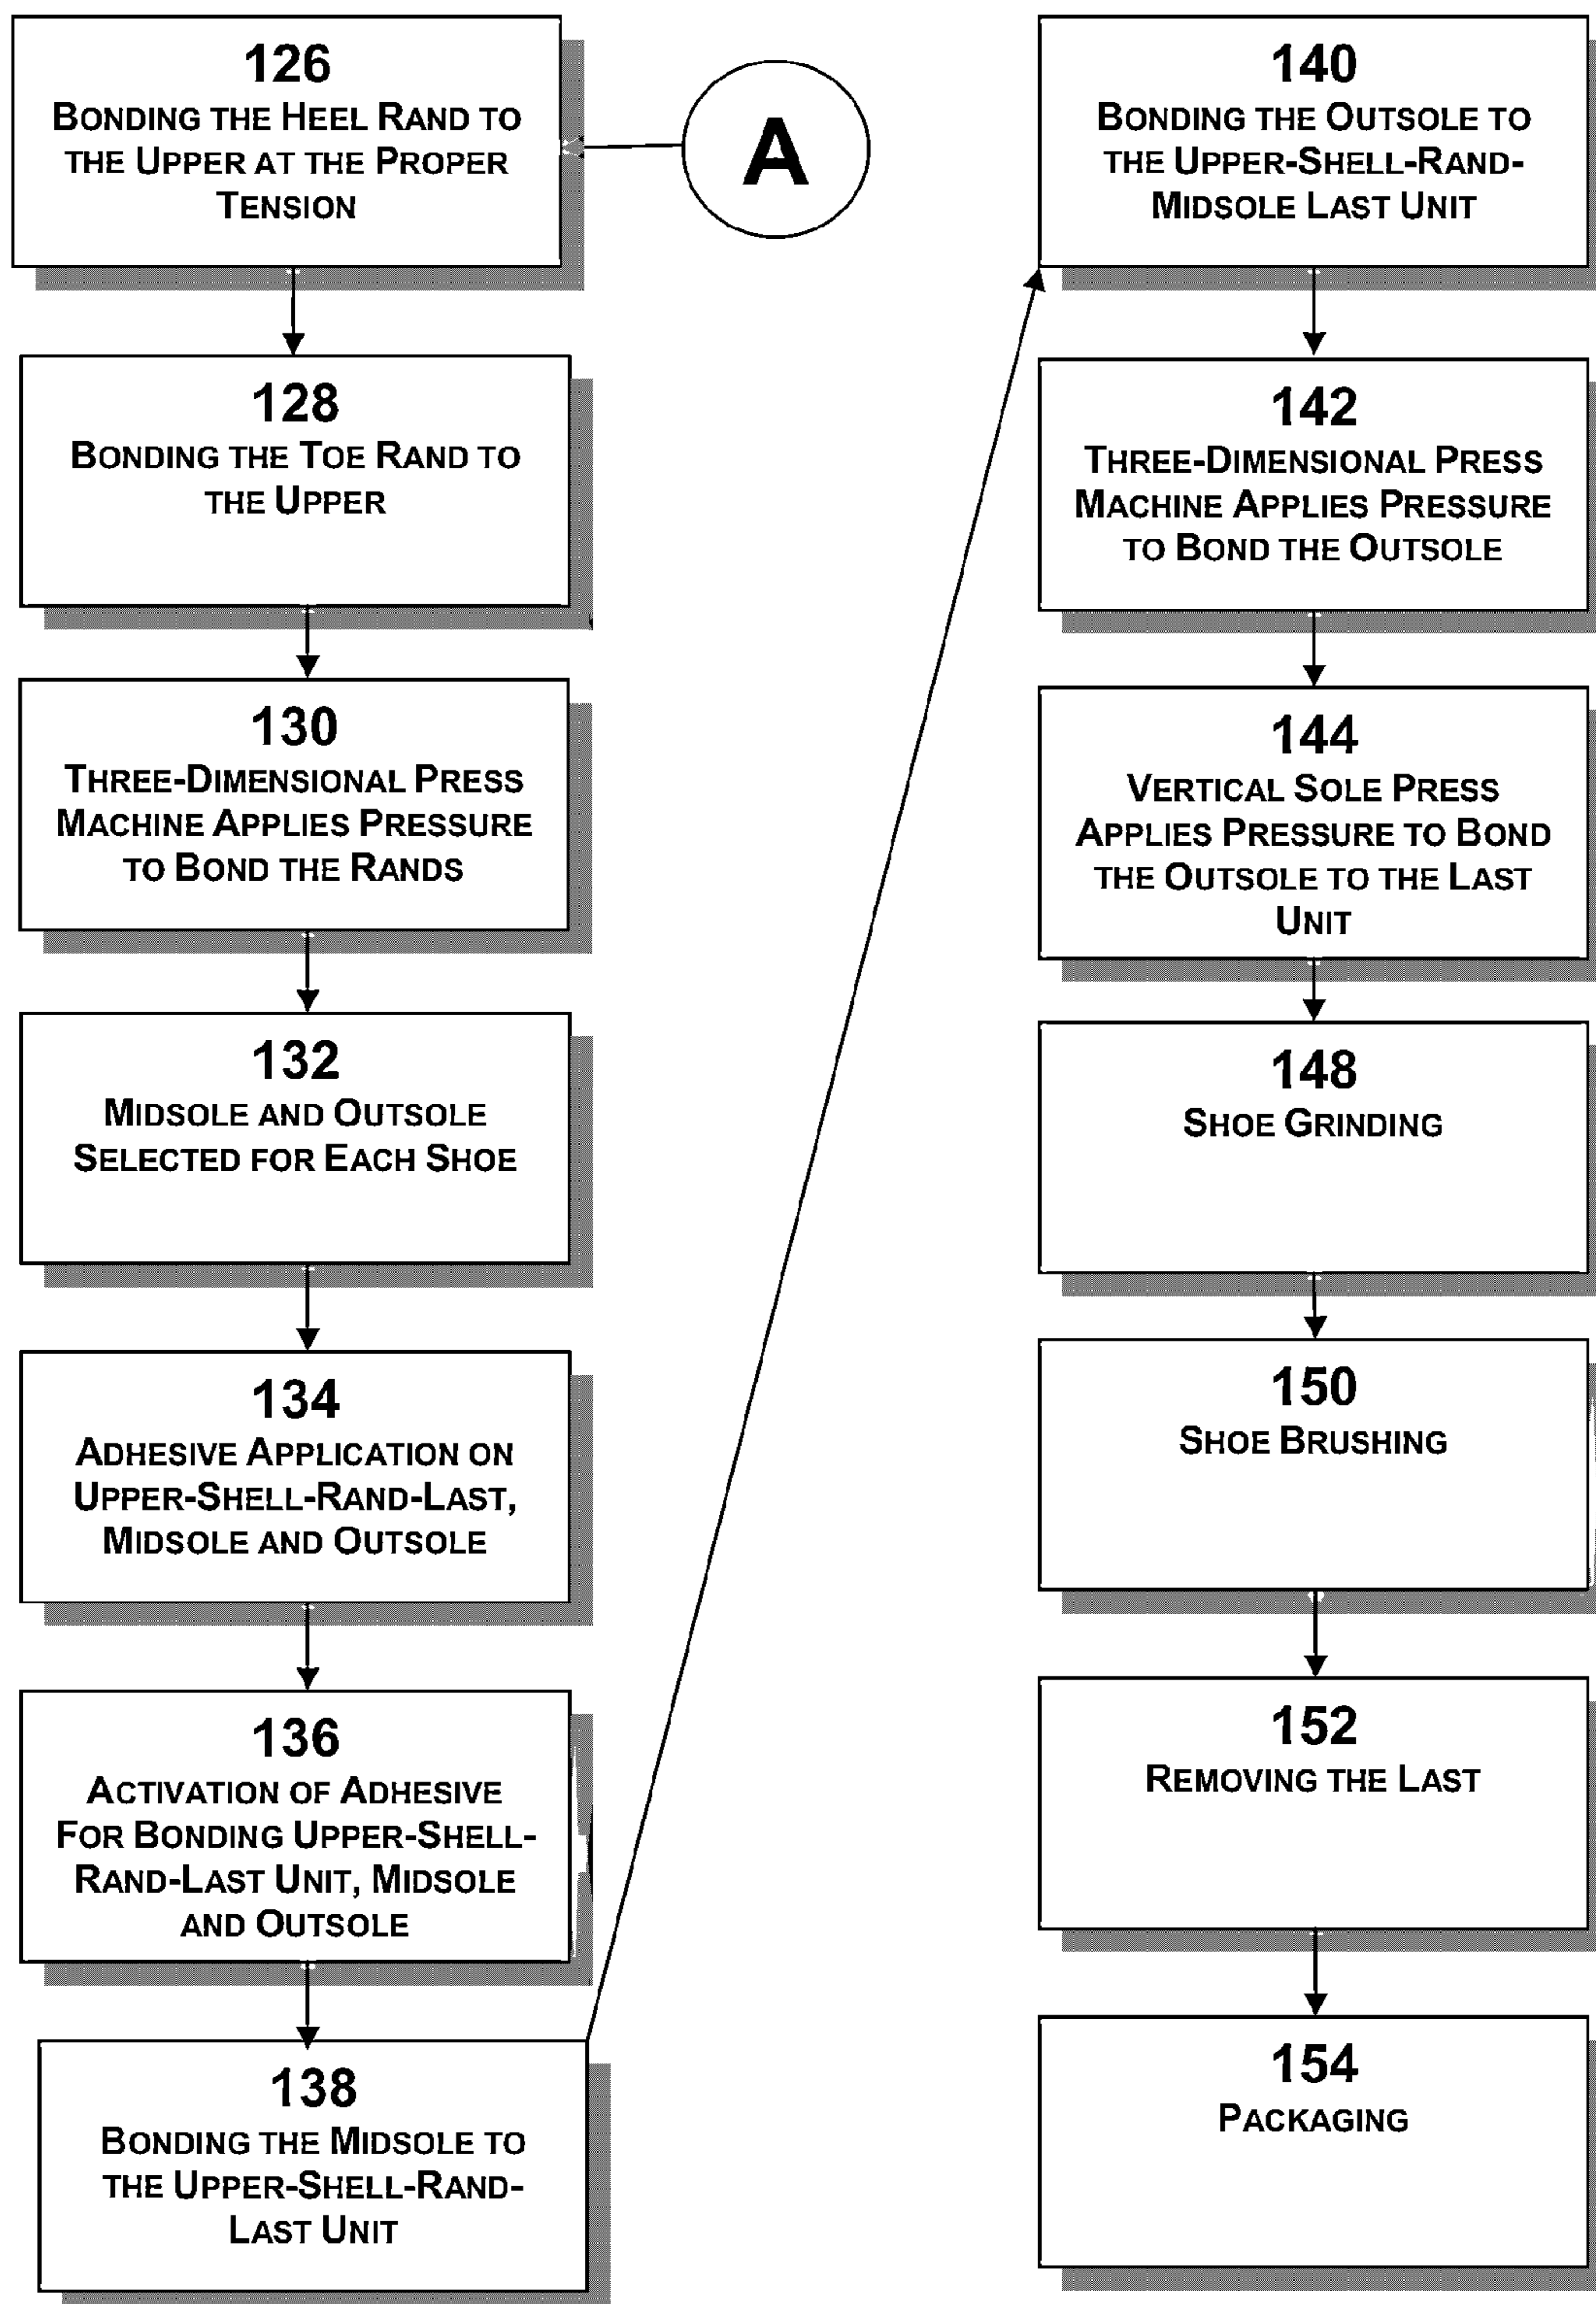 126
BONDING THE HEEL RAND TO
THE UPPER AT THE PROPER
TENSION
A
128
BONDING THE TOE RAND TO
THE UPPER
130
THREE-DIMENSIONAL PRESS
MACHINE APPLIES PRESSURE
TO BOND THE RANDS
132
MIDSOLE AND OUTSOLE
SELECTED FOR EACH SHOE
134
ADHESIVE APPLICATION ON
UPPER-SHELL-RAND-LAST,
MIDSOLE AND OUTSOLE
136
ACTIVATION OF ADHESIVE
FOR BONDING UPPER-SHELL-
RAND-LAST UNIT, MIDSOLE
AND OUTSOLE
138
BONDING THE MIDSOLE TO
THE UPPER-SHELL-RAND-
LAST UNIT
140
BONDING THE OUTSOLE TO
THE UPPER-SHELL-RAND-
MIDSOLE LAST UNIT
142
THREE-DIMENSIONAL PRESS
MACHINE APPLIES PRESSURE
TO BOND THE OUTSOLE
144
VERTICAL SOLE PRESS
APPLIES PRESSURE TO BOND
THE OUTSOLE TO THE LAST
UNIT
148
SHOE GRINDING
150
SHOE BRUSHING
152
REMOVING THE LAST
154
PACKAGING